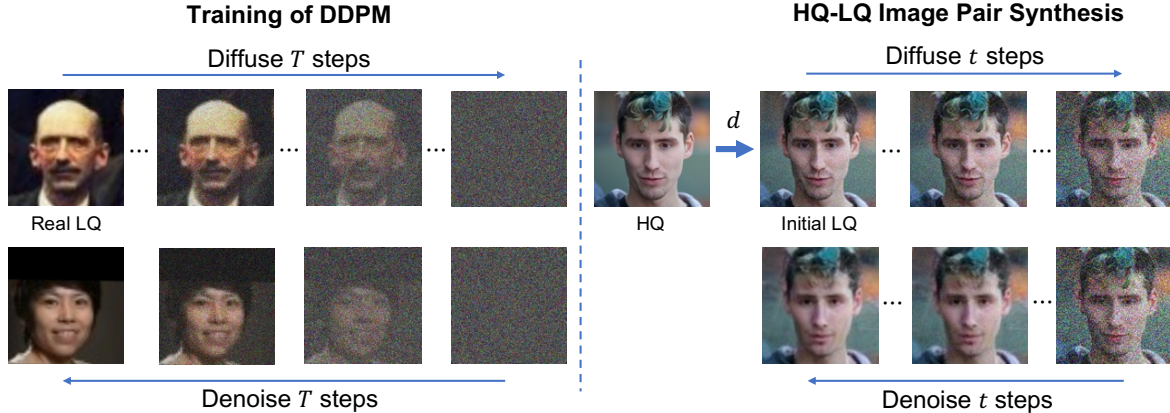 Training of DDPM
Diffuse T steps
... ... ...
Real LQ
Denoise T steps
HQ-LQ Image Pair Synthesis
Diffuse t steps
d
... ...
HQ
Initial LQ
... ...
Denoise t steps